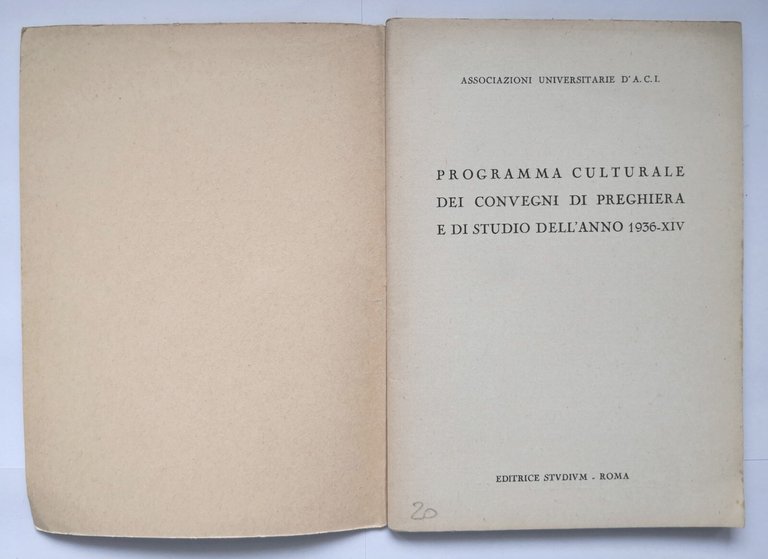 ASSOCIAZIONI UNIVERSITARIE D'A.C.I.
PROGRAMMA CULTURALE
DEI CONVEGNI DI PREGHIERA
E DI STUDIO DELL'ANNO 1936-XIV
EDITRICE STVDIVM - ROMA
20